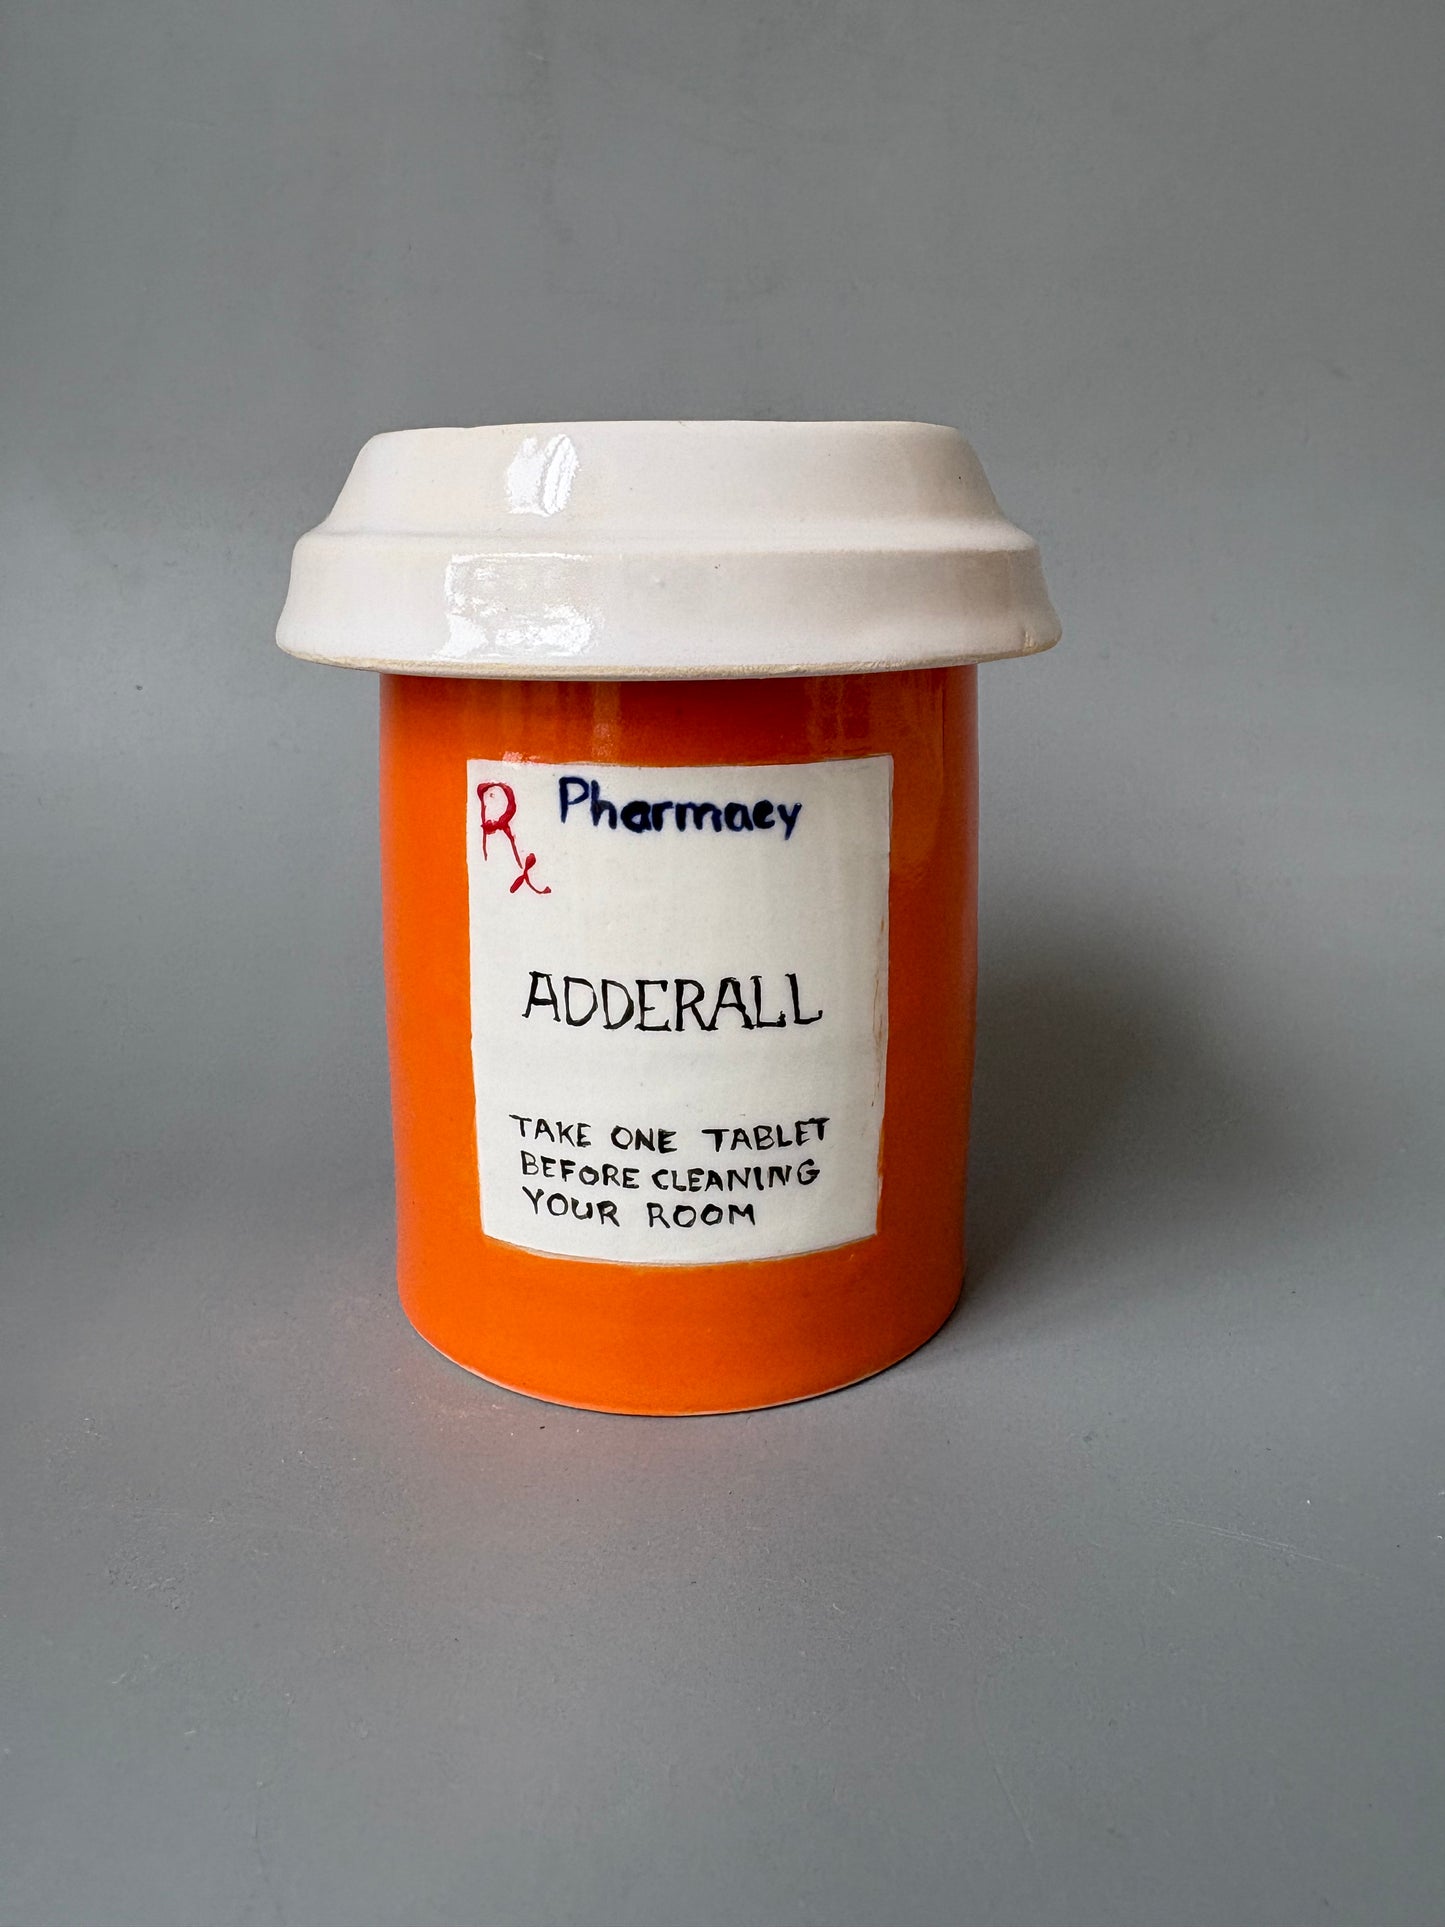 Rx Pharmacy
ADDERALL
TAKE ONE TABLET
BEFORE CLEANING
YOUR ROOM